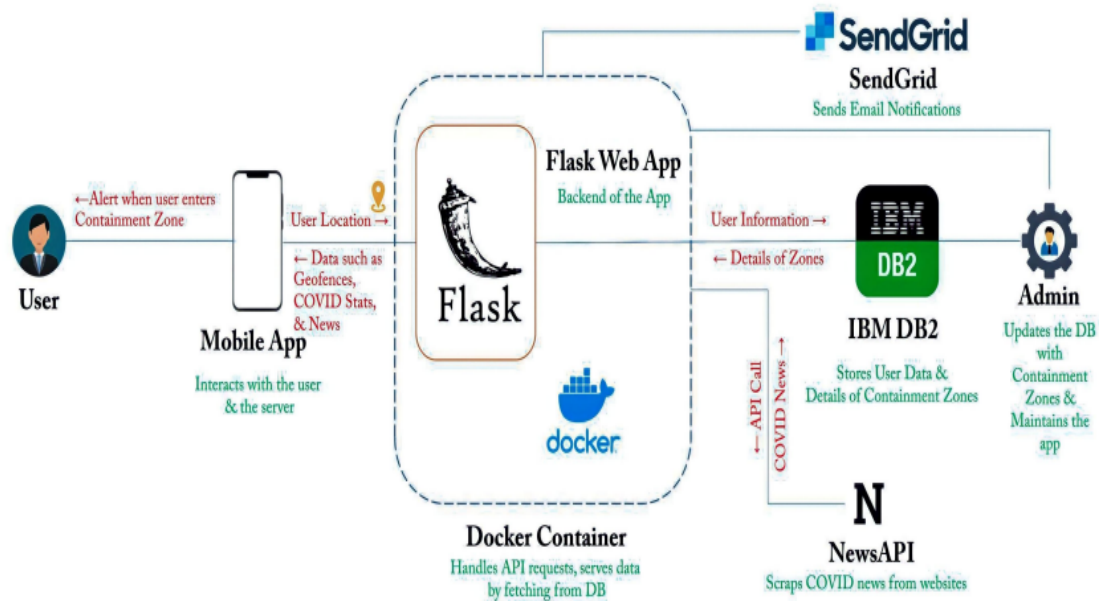 SendGrid
SendGrid
Sends Email Notifications
Flask Web App
Backend of the App
←Alert when user enters
Containment Zone
User Location →
← Data such as
Geofences,
COVID Stats,
& News
User
Mobile App
Interacts with the user
& the server
Flask
docker
Docker Container
Handles API requests, serves data
by fetching from DB
User Information →
← Details of Zones
IBM
DB2
IBM DB2
Stores User Data &
Details of Containment Zones
Admin
Updates the DB
with
Containment
Zones &
Maintains the
app
← API Call
COVID News →
N
NewsAPI
Scraps COVID news from websites